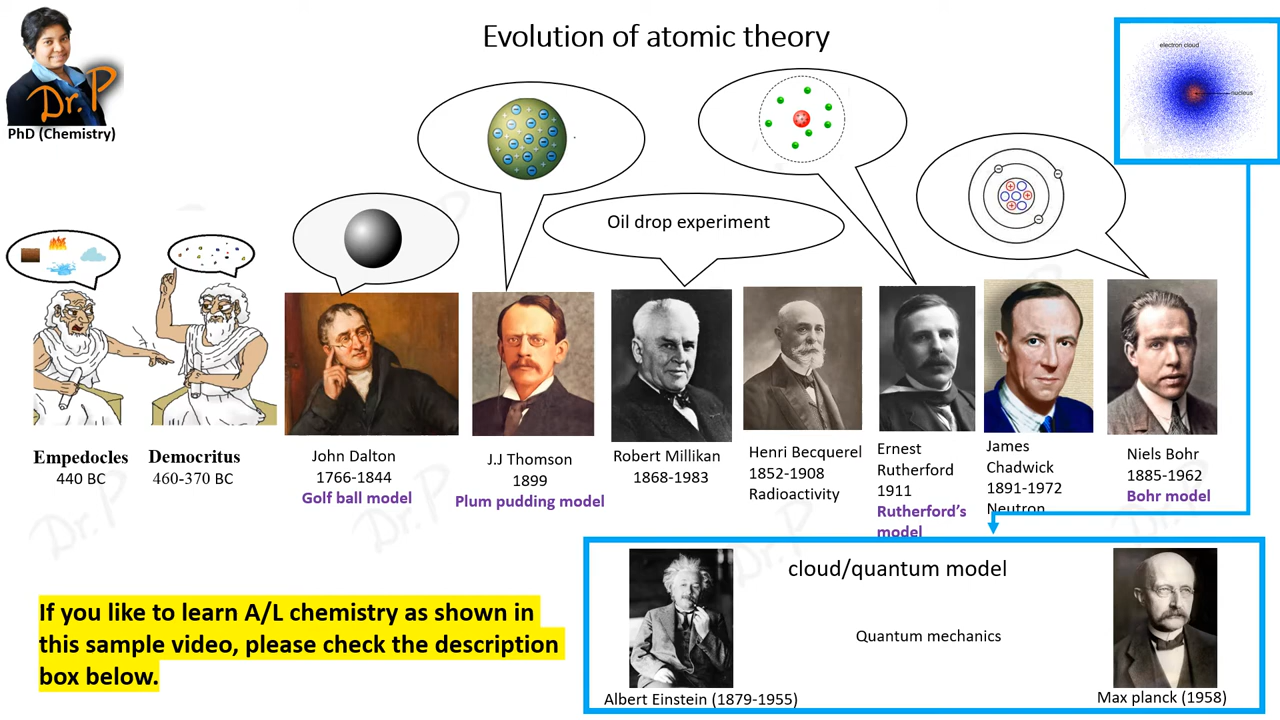 Evolution of atomic theory
Dr. P
PhD (Chemistry)
electron cloud
nucleus
Oil drop experiment
Empedocles
440 BC
Democritus
460-370 BC
John Dalton
1766-1844
Golf ball model
J.J Thomson
1899
Plum pudding model
Robert Millikan
1868-1983
Henri Becquerel
1852-1908
Radioactivity
Ernest
Rutherford
1911
Rutherford’s
model
James
Chadwick
1891-1972
Neutron
Niels Bohr
1885-1962
Bohr model
If you like to learn A/L chemistry as shown in
this sample video, please check the description
box below.
cloud/quantum model
Quantum mechanics
Albert Einstein (1879-1955)
Max planck (1958)
Dr. P
Dr. P
Dr. P